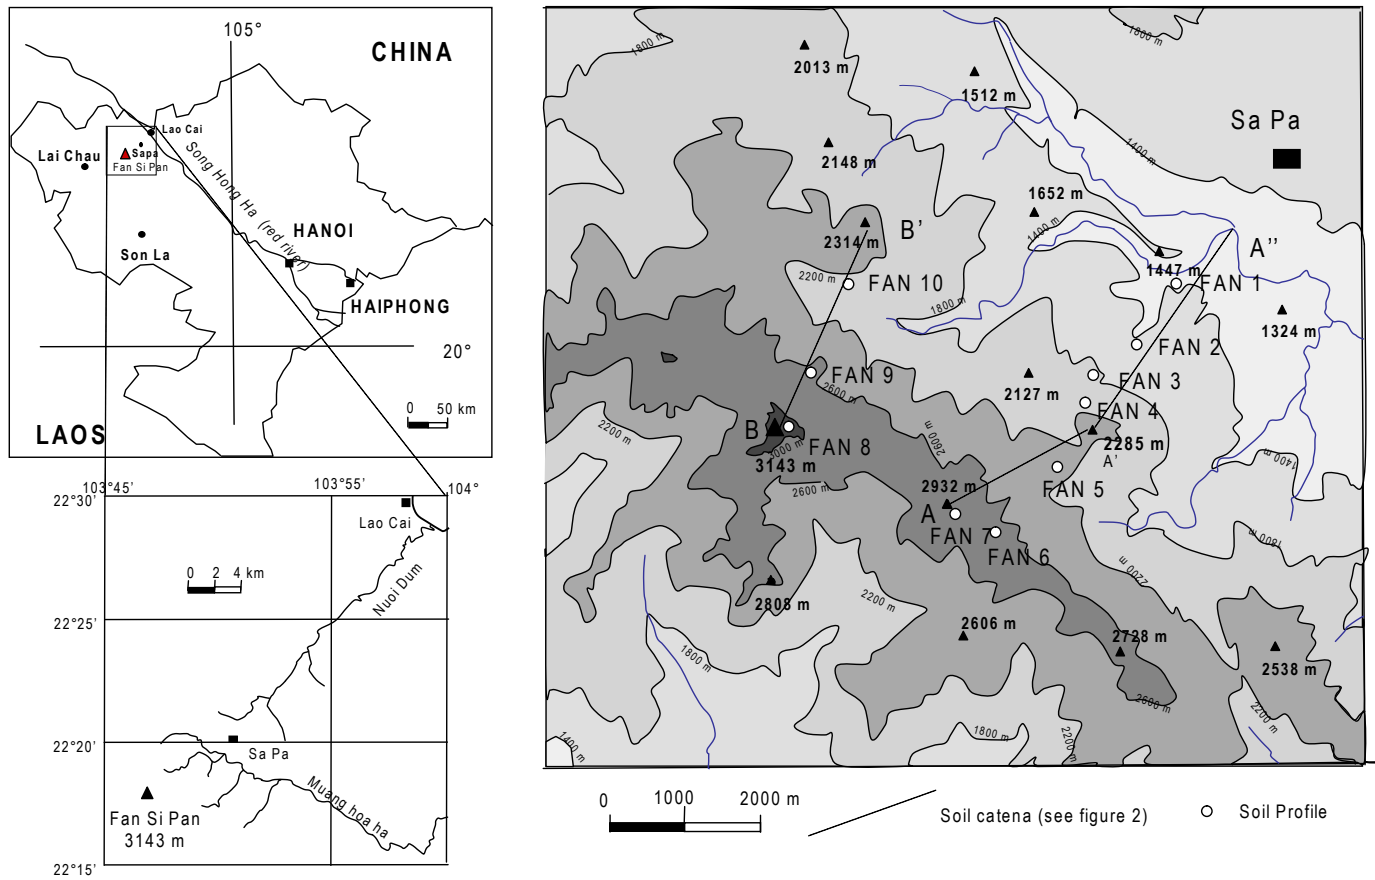 105°
CHINA
Lao Cai
Sapa
Fan Si Pan
Lai Chau
Song Hong Ha (red river)
HANOI
Son La
HAIPHONG
20°
0 50 km
LAOS
103°45' 103°55' 104°
22°30'
Lao Cai
0 2 4 km
Nuoi Dum
22°25'
22°20'
Sa Pa
Muang hoa ha
Fan Si Pan
3143 m
22°15'
1800 m
1800 m
2013 m
1512 m
Sa Pa
1400 m
2148 m
1652 m
1400 m
B'
2314 m
A''
1447 m
2200 m
FAN 10
FAN 1
1800 m
1324 m
FAN 2
FAN 9
2600 m
2127 m
FAN 3
FAN 4
B
FAN 8
3000 m
3143 m
2200 m
2600 m
2285 m
A'
1400 m
2600 m
2932 m
FAN 5
A
FAN 7
FAN 6
1800 m
2200 m
2808 m
2200 m
2606 m
2728 m
2538 m
1800 m
2600 m
2200 m
1400 m
1800 m
2200 m
0 1000 2000 m
Soil catena (see figure 2)
Soil Profile